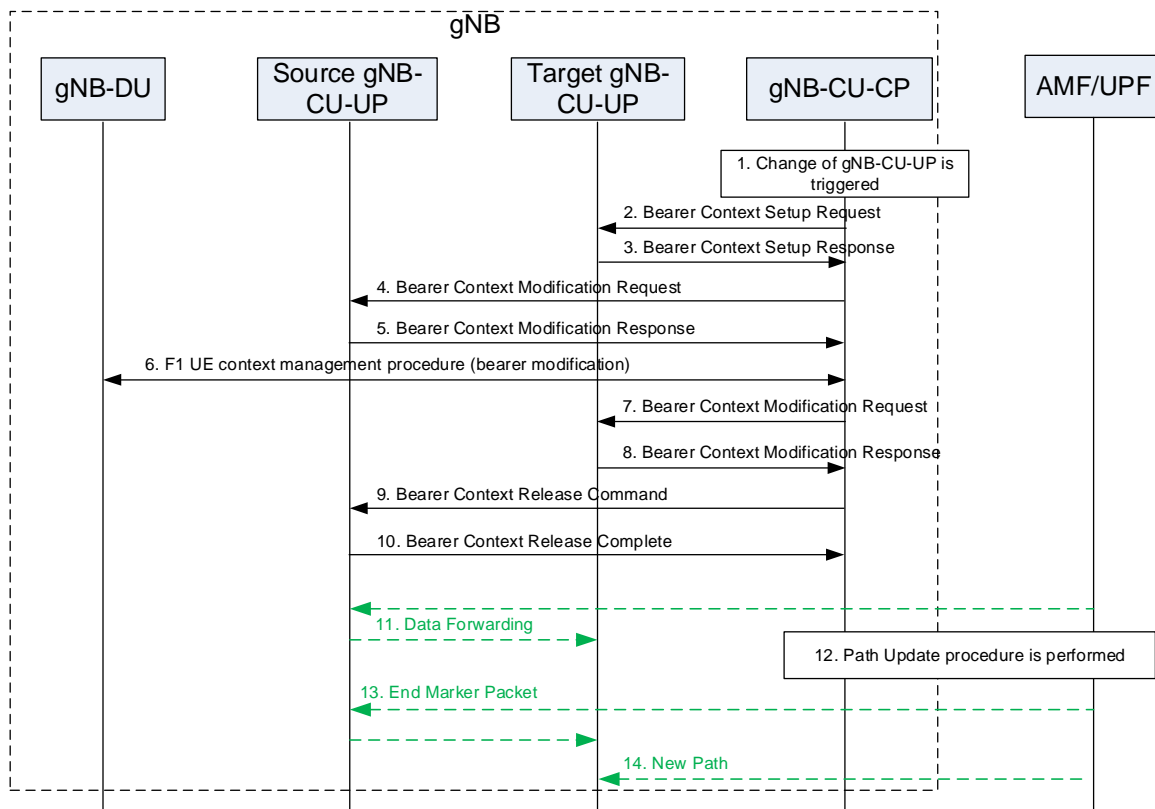 gNB
gNB-DU
Source gNB-
CU-UP
Target gNB-
CU-UP
gNB-CU-CP
AMF/UPF
1. Change of gNB-CU-UP is
triggered
2. Bearer Context Setup Request
3. Bearer Context Setup Response
4. Bearer Context Modification Request
5. Bearer Context Modification Response
6. F1 UE context management procedure (bearer modification)
7. Bearer Context Modification Request
8. Bearer Context Modification Response
9. Bearer Context Release Command
10. Bearer Context Release Complete
11. Data Forwarding
12. Path Update procedure is performed
13. End Marker Packet
14. New Path